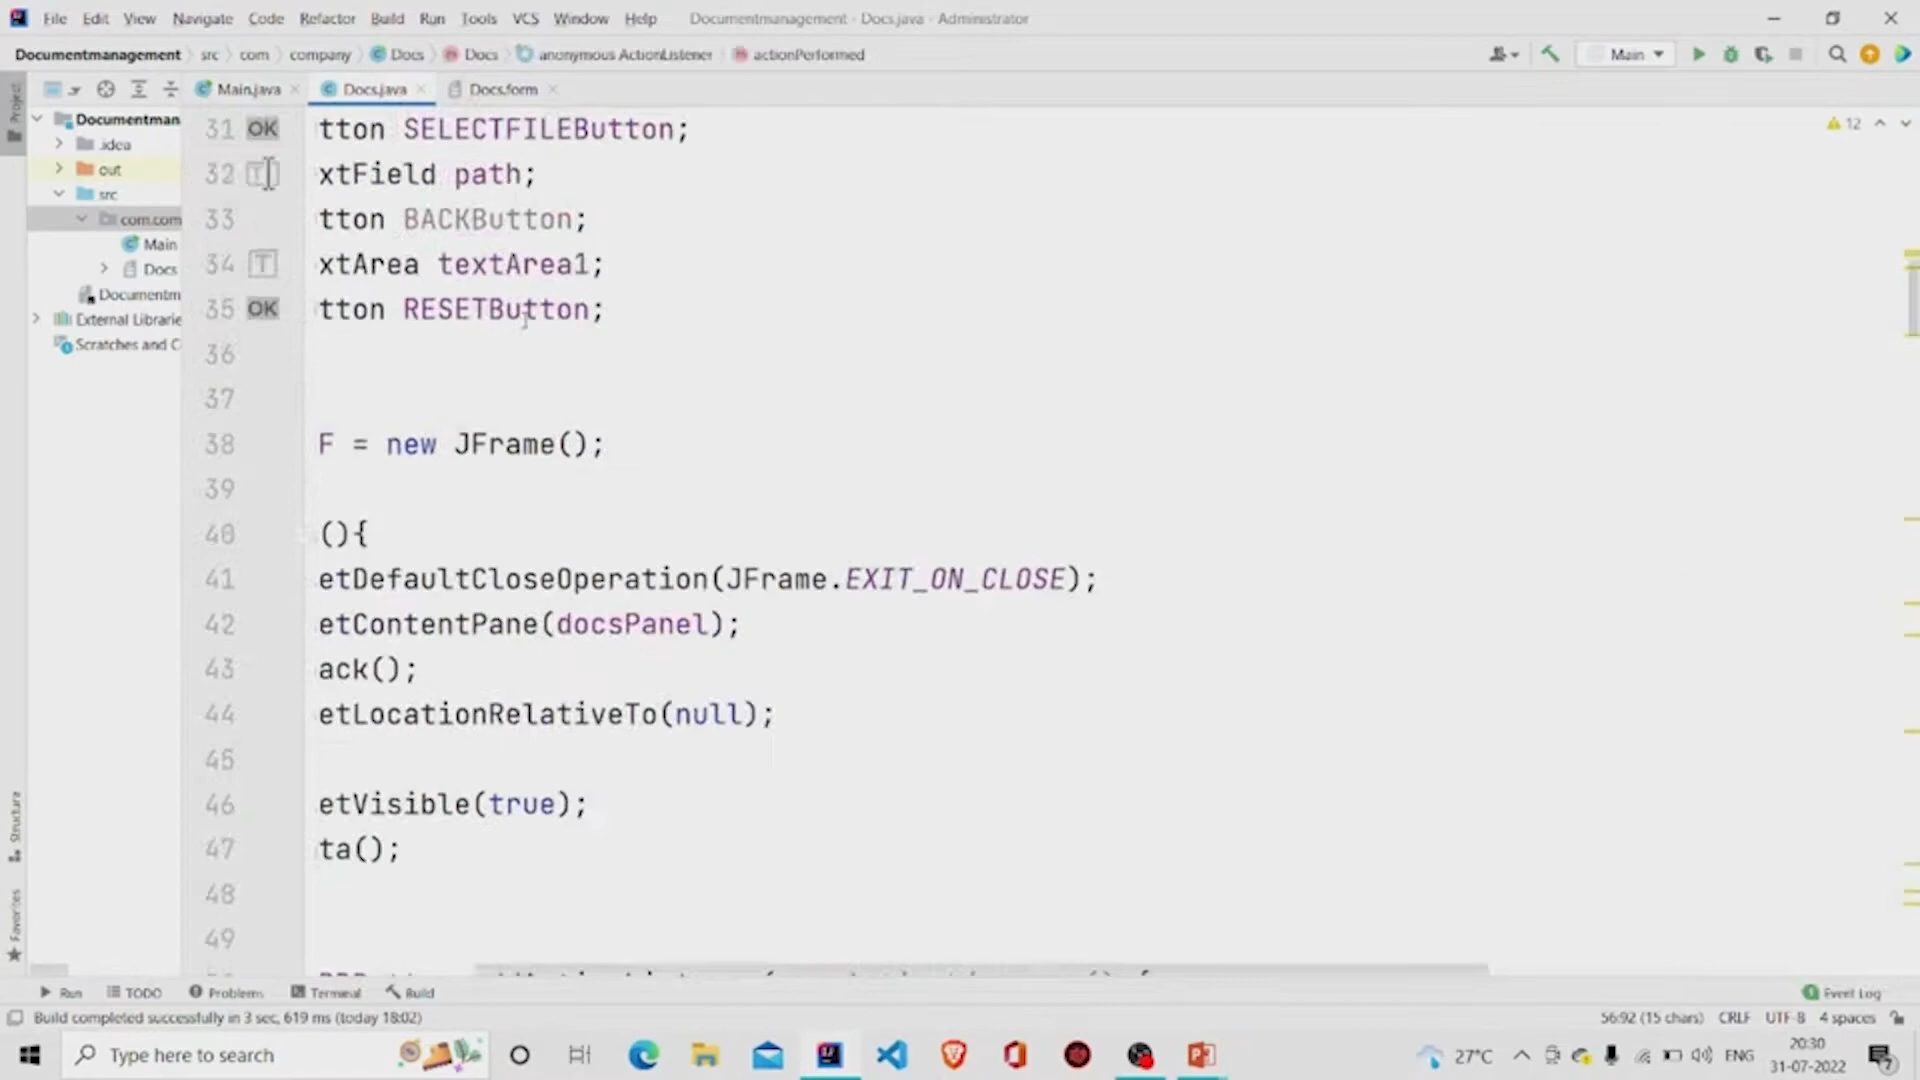 File Edit View Navigate Code Refactor Build Run Tools VCS Window Help Documentmanagement - Docs.java - Administrator
Documentmanagement src com company Docs Docs anonymous ActionListener actionPerformed Main
Project
Main.java Docs.java Docs.form
Documentman
.idea
out
src
com.com
Main
Docs
Documentm
External Librarie
Scratches and C
12
31 OK tton SELECTFILEButton;
32 T xtField path;
33 tton BACKButton;
34 T xtArea textArea1;
35 OK tton RESETButton;
36
37
38 F = new JFrame();
39
40 (){
41 etDefaultCloseOperation(JFrame.EXIT_ON_CLOSE);
42 etContentPane(docsPanel);
43 ack();
44 etLocationRelativeTo(null);
45
46 etVisible(true);
47 ta();
48
49
Structure
Favorites
Run TODO Problems Terminal Build 1 Event Log
Build completed successfully in 3 sec, 619 ms (today 18:02) 56:92 (15 chars) CRLF UTF-8 4 spaces
Type here to search 27°C ENG 20:30
31-07-2022 7